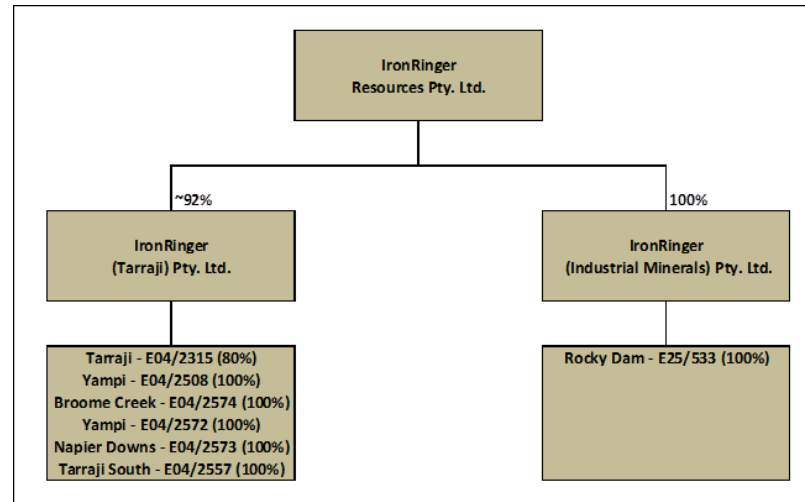 IronRinger
Resources Pty. Ltd.
~92%
100%
IronRinger
(Tarraji) Pty. Ltd.
IronRinger
(Industrial Minerals) Pty. Ltd.
Tarraji - E04/2315 (80%)
Yampi - E04/2508 (100%)
Broome Creek - E04/2574 (100%)
Yampi - E04/2572 (100%)
Napier Downs - E04/2573 (100%)
Tarraji South - E04/2557 (100%)
Rocky Dam - E25/533 (100%)